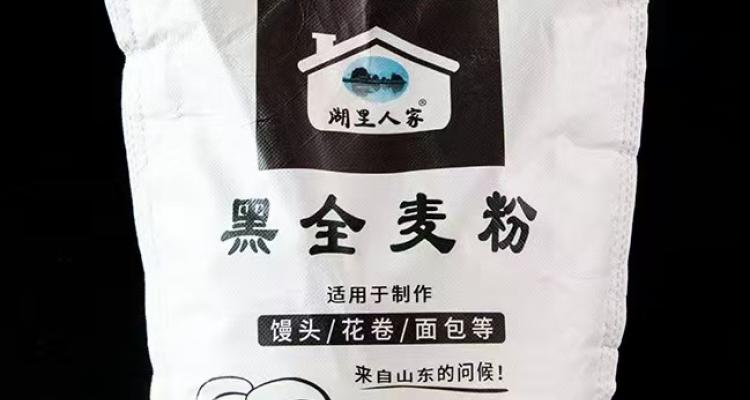 湖里人家®
黑全麦粉
适用于制作
馒头/花卷/面包等
来自山东的问候！